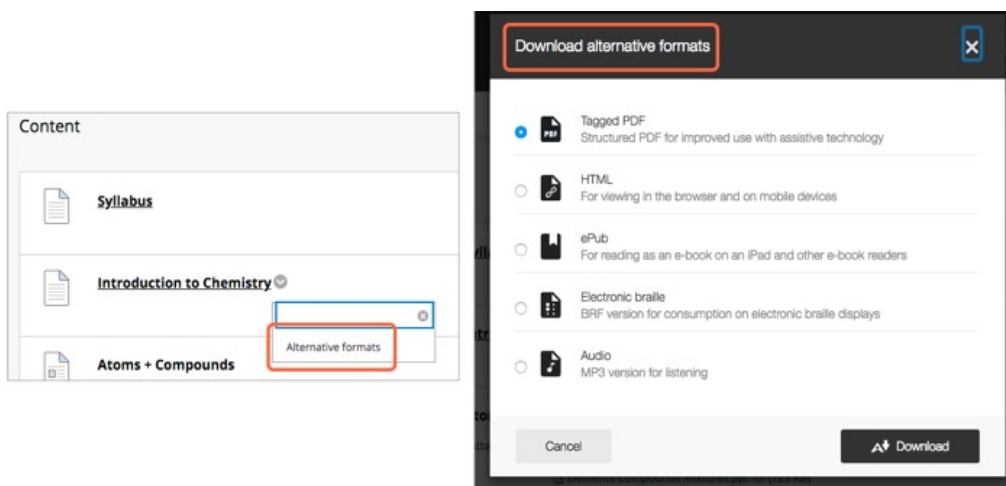 Content
Syllabus
Introduction to Chemistry
Alternative formats
Atoms + Compounds
Download alternative formats
PDF
Tagged PDF
Structured PDF for improved use with assistive technology
HTML
For viewing in the browser and on mobile devices
ePub
For reading as an e-book on an iPad and other e-book readers
Electronic braille
BRF version for consumption on electronic braille displays
Audio
MP3 version for listening
Cancel
Download